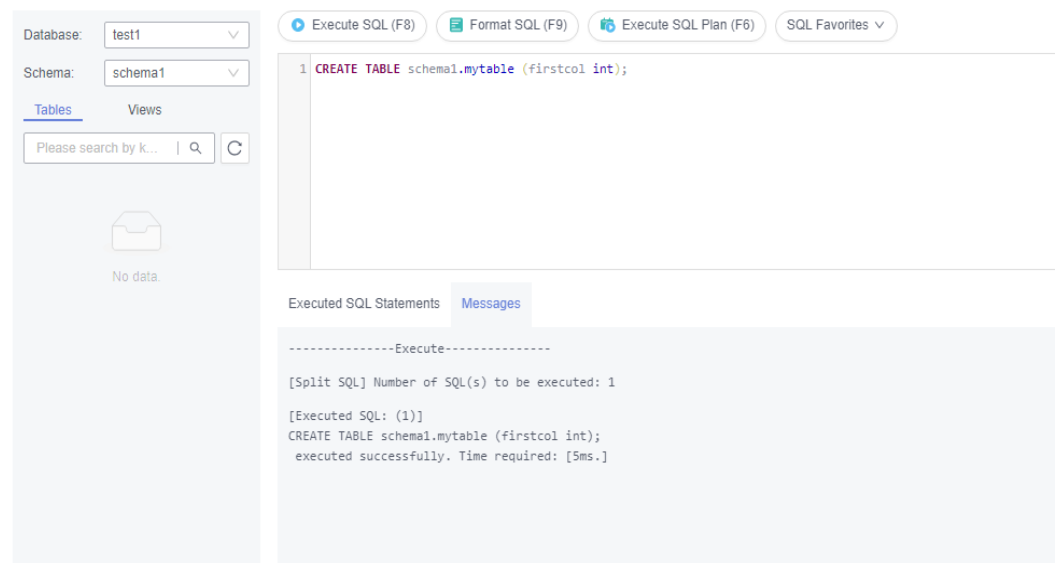 Database: test1
Schema: schema1
Tables Views
Please search by k...
No data.
Execute SQL (F8) Format SQL (F9) Execute SQL Plan (F6) SQL Favorites
1 CREATE TABLE schema1.mytable (firstcol int);
Executed SQL Statements Messages
---------------Execute---------------
[Split SQL] Number of SQL(s) to be executed: 1
[Executed SQL: (1)]
CREATE TABLE schema1.mytable (firstcol int);
executed successfully. Time required: [5ms.]